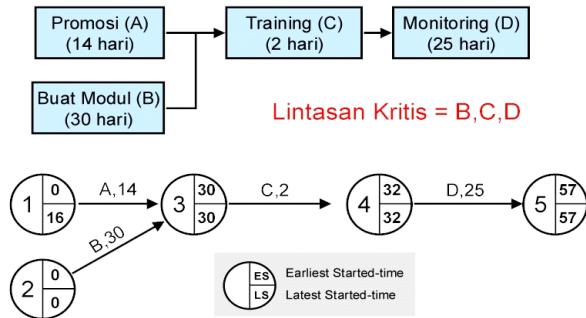 Promosi (A)
(14 hari)
Training (C)
(2 hari)
Monitoring (D)
(25 hari)
Buat Modul (B)
(30 hari)
Lintasan Kritis = B,C,D
1
0
16
A,14
3
30
30
C,2
4
32
32
D,25
5
57
57
B,30
2
0
0
ES
LS
Earliest Started-time
Latest Started-time